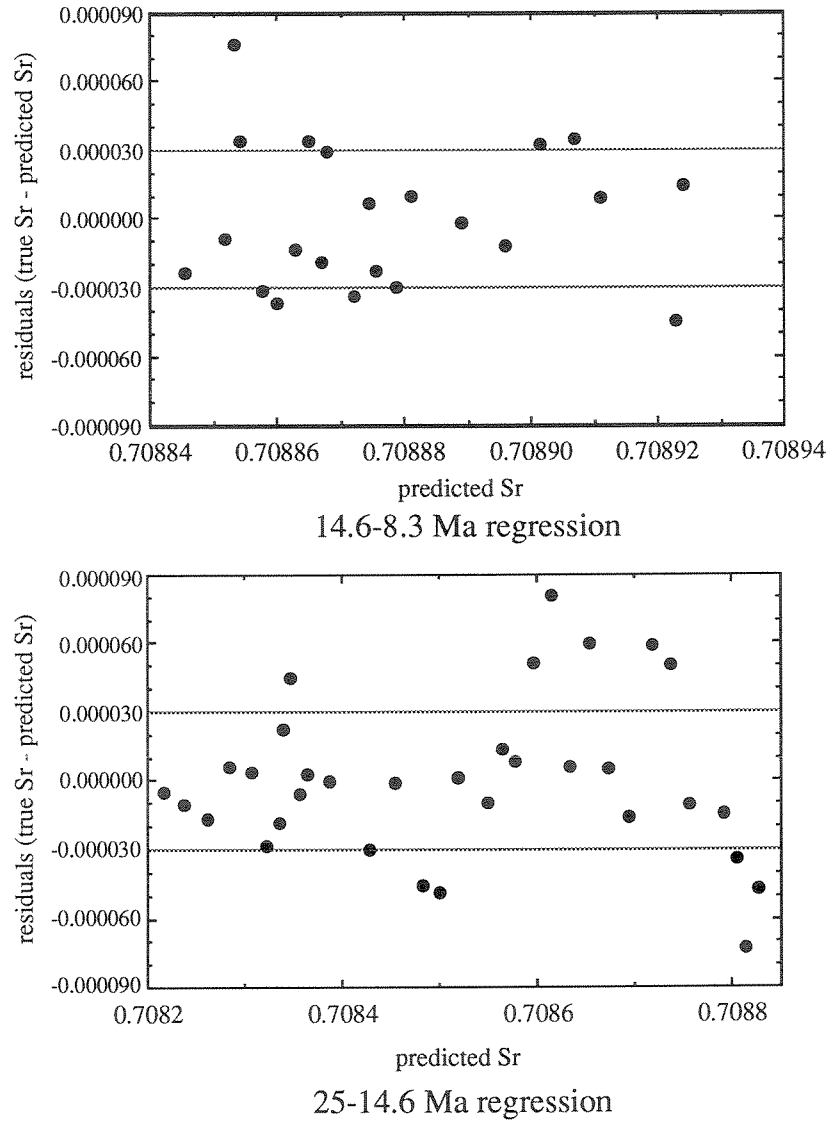 0.000090
0.000060
0.000030
0.000000
-0.000030
-0.000060
-0.000090
residuals (true Sr - predicted Sr)
0.70884 0.70886 0.70888 0.70890 0.70892 0.70894
predicted Sr
14.6-8.3 Ma regression
0.000090
0.000060
0.000030
0.000000
-0.000030
-0.000060
-0.000090
residuals (true Sr - predicted Sr)
0.7082 0.7084 0.7086 0.7088
predicted Sr
25-14.6 Ma regression